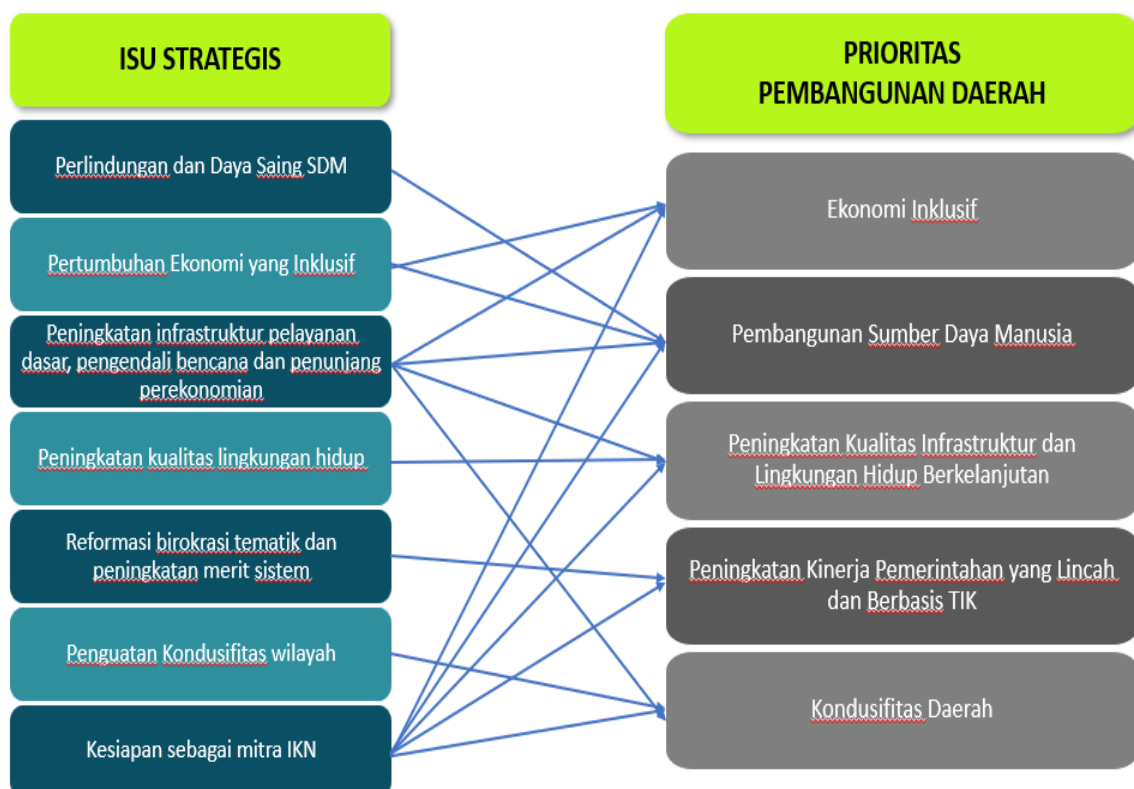 ISU STRATEGIS
Perlindungan dan Daya Saing SDM
Pertumbuhan Ekonomi yang Inklusif
Peningkatan infrastruktur pelayanan
dasar, pengendali bencana dan penunjang
perekonomian
Peningkatan kualitas lingkungan hidup
Reformasi birokrasi tematik dan
peningkatan merit sistem
Penguatan Kondusifitas wilayah
Kesiapan sebagai mitra IKN
PRIORITAS
PEMBANGUNAN DAERAH
Ekonomi Inklusif
Pembangunan Sumber Daya Manusia
Peningkatan Kualitas Infrastruktur dan
Lingkungan Hidup Berkelanjutan
Peningkatan Kinerja Pemerintahan yang Lincah
dan Berbasis TIK
Kondusifitas Daerah